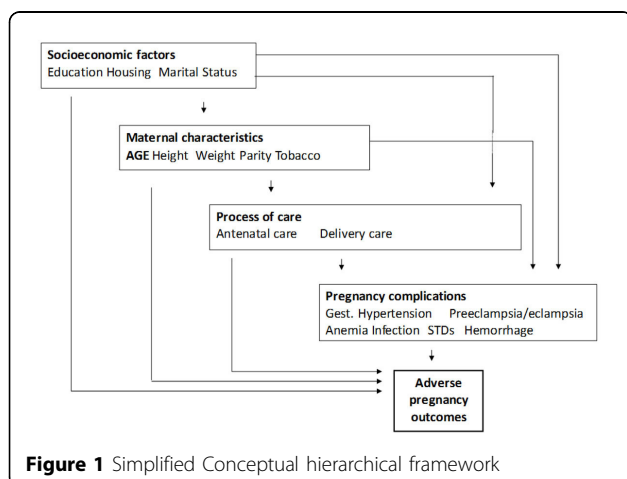 Socioeconomic factors
Education Housing Marital Status
Maternal characteristics
AGE Height Weight Parity Tobacco
Process of care
Antenatal care Delivery care
Pregnancy complications
Gest. Hypertension Preeclampsia/eclampsia
Anemia Infection STDs Hemorrhage
Adverse
pregnancy
outcomes
Figure 1 Simplified Conceptual hierarchical framework